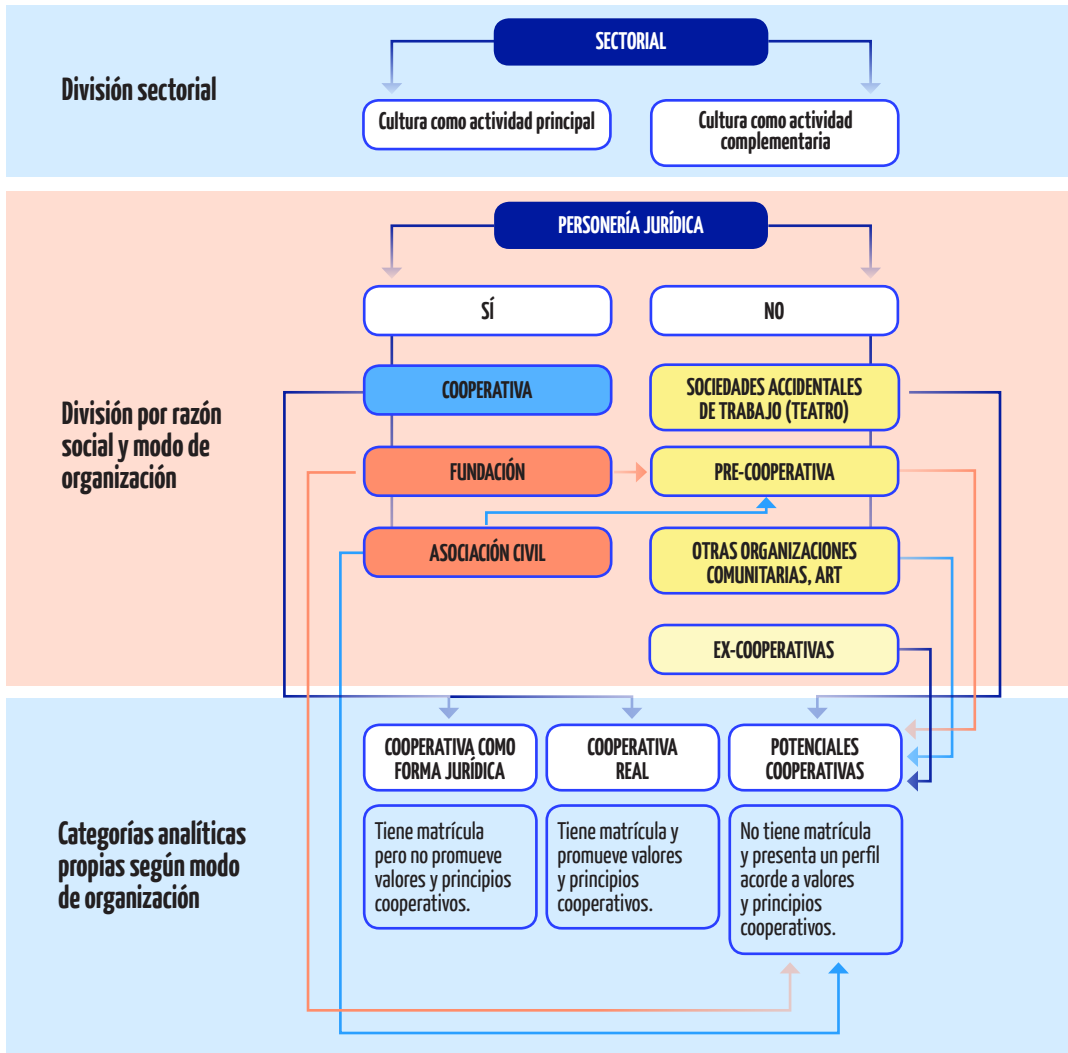 División sectorial
SECTORIAL
Cultura como actividad principal
Cultura como actividad
complementaria
División por razón
social y modo de
organización
PERSONERÍA JURÍDICA
SÍ
NO
COOPERATIVA
SOCIEDADES ACCIDENTALES
DE TRABAJO (TEATRO)
FUNDACIÓN
PRE-COOPERATIVA
ASOCIACIÓN CIVIL
OTRAS ORGANIZACIONES
COMUNITARIAS, ART
EX-COOPERATIVAS
Categorías analíticas
propias según modo
de organización
COOPERATIVA COMO
FORMA JURÍDICA
COOPERATIVA
REAL
POTENCIALES
COOPERATIVAS
Tiene matrícula
pero no promueve
valores y principios
cooperativos.
Tiene matrícula y
promueve valores
y principios
cooperativos.
No tiene matrícula
y presenta un perfil
acorde a valores
y principios
cooperativos.